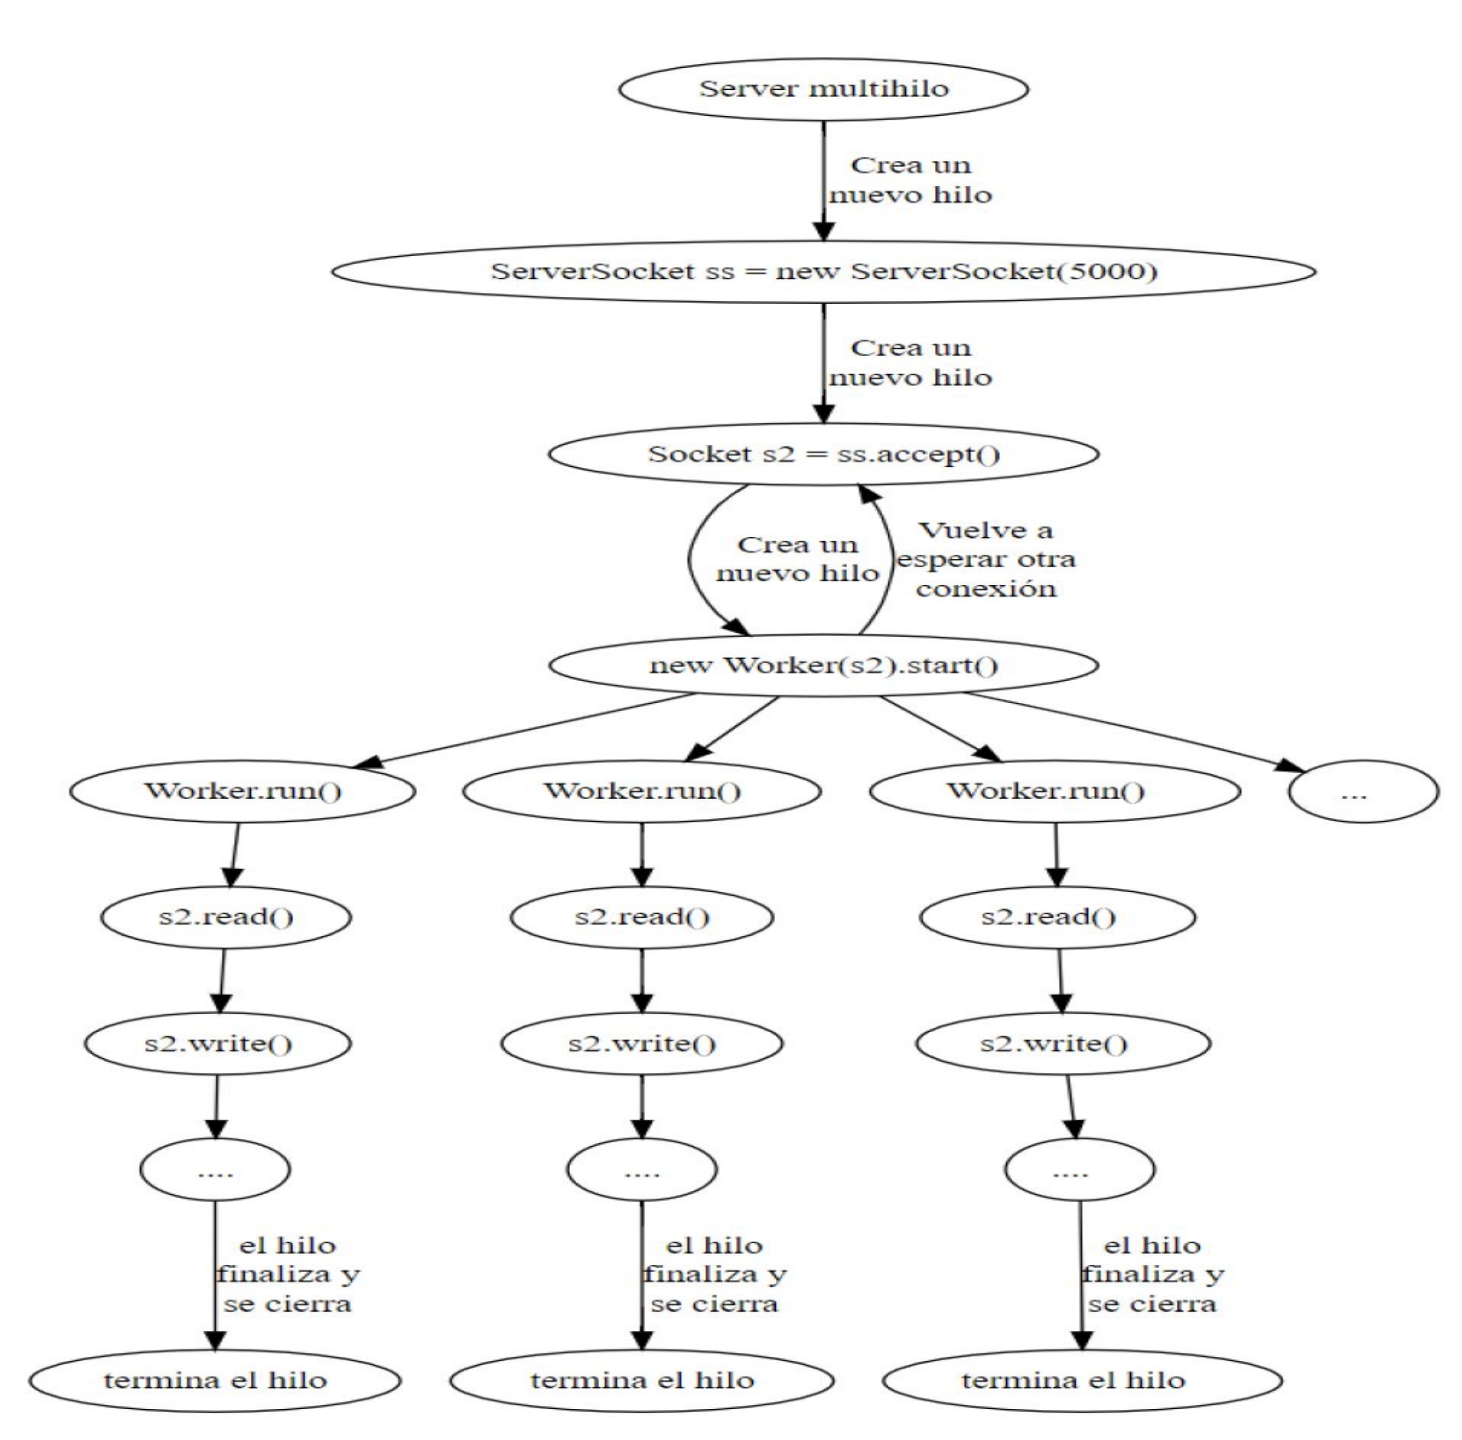 Server multihilo
Crea un
nuevo hilo
ServerSocket ss = new ServerSocket(5000)
Crea un
nuevo hilo
Socket s2 = ss.accept()
Crea un
nuevo hilo
Vuelve a
esperar otra
conexión
new Worker(s2).start()
Worker.run()
Worker.run()
Worker.run()
...
s2.read()
s2.read()
s2.read()
s2.write()
s2.write()
s2.write()
....
....
....
el hilo
finaliza y
se cierra
el hilo
finaliza y
se cierra
el hilo
finaliza y
se cierra
termina el hilo
termina el hilo
termina el hilo